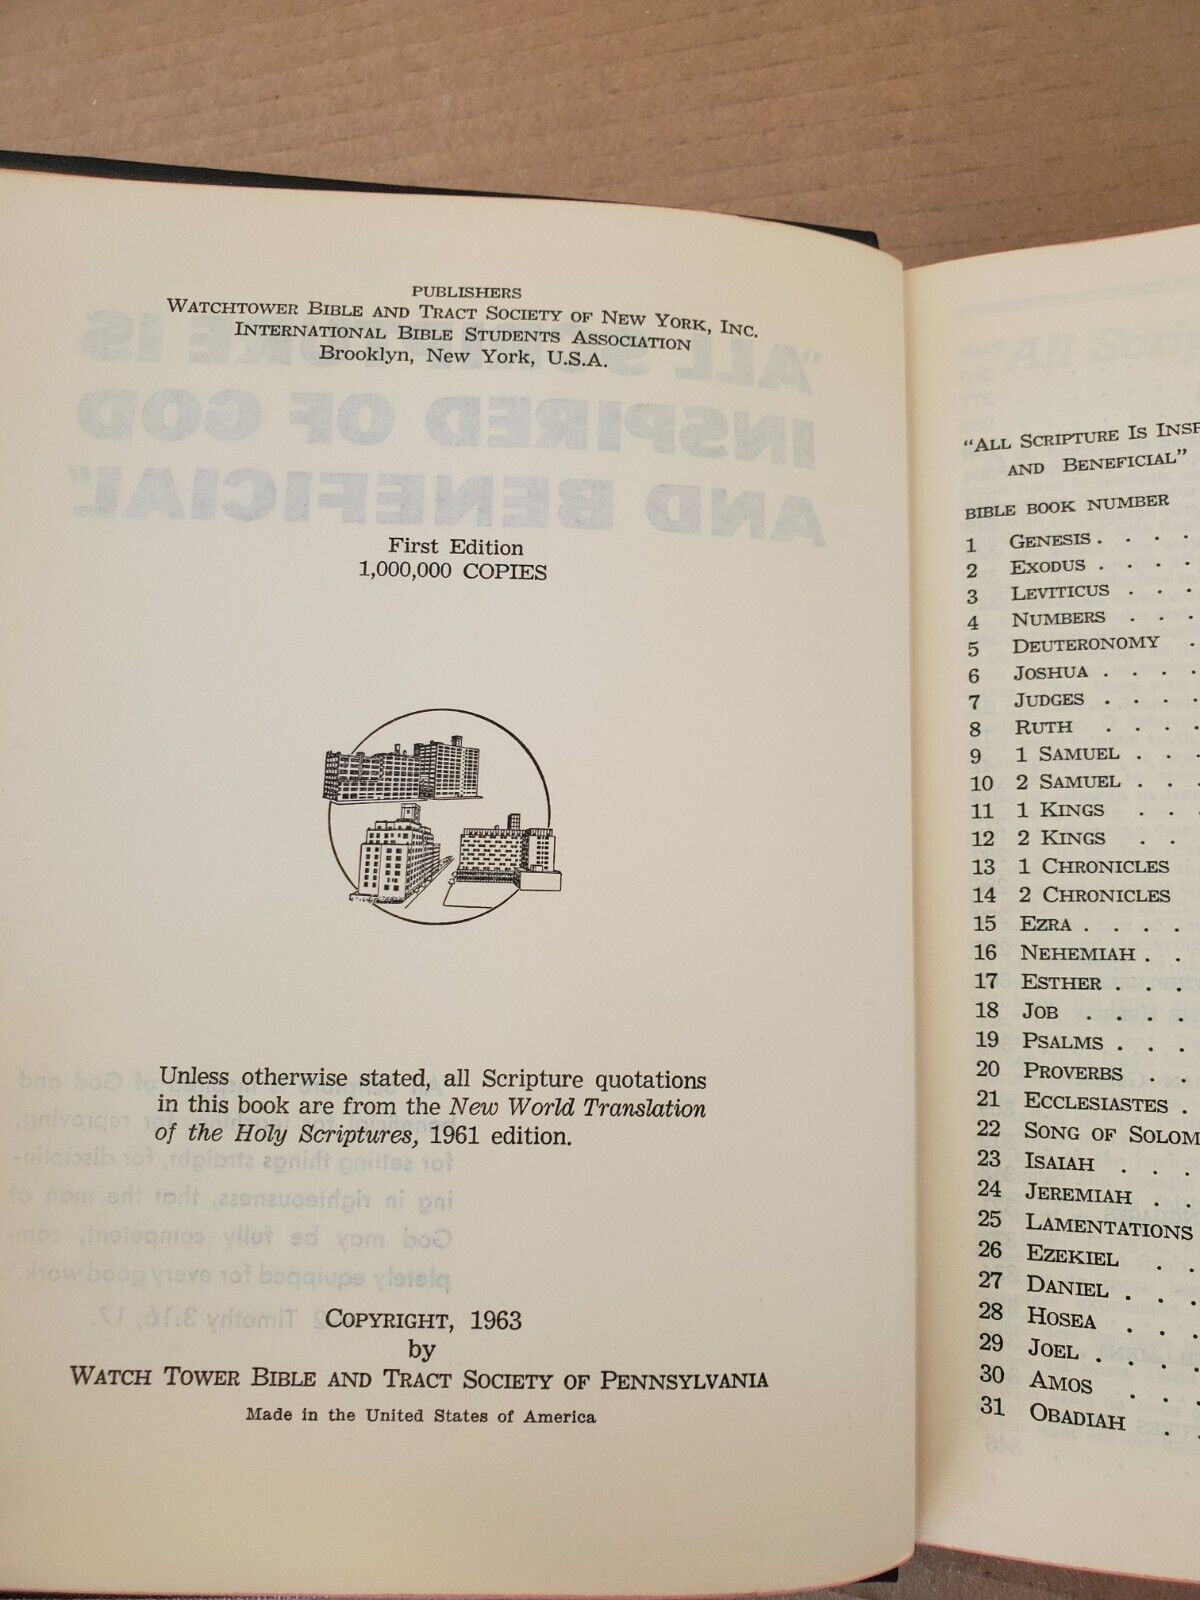 PUBLISHERS
WATCHTOWER BIBLE AND TRACT SOCIETY OF NEW YORK, INC.
INTERNATIONAL BIBLE STUDENTS ASSOCIATION
Brooklyn, New York, U.S.A.
First Edition
1,000,000 COPIES
Unless otherwise stated, all Scripture quotations
in this book are from the New World Translation
of the Holy Scriptures, 1961 edition.
COPYRIGHT, 1963
by
WATCH TOWER BIBLE AND TRACT SOCIETY OF PENNSYLVANIA
Made in the United States of America
"ALL SCRIPTURE IS INSP
AND BENEFICIAL"
BIBLE BOOK NUMBER
1 GENESIS . . . .
2 EXODUS . . . .
3 LEVITICUS . . .
4 NUMBERS . . .
5 DEUTERONOMY .
6 JOSHUA . . . .
7 JUDGES . . . .
8 RUTH . . . .
9 1 SAMUEL . . .
10 2 SAMUEL . . .
11 1 KINGS . . .
12 2 KINGS . .
13 1 CHRONICLES
14 2 CHRONICLES
15 EZRA . . . .
16 NEHEMIAH . .
17 ESTHER . . .
18 JOB . . . .
19 PSALMS . . .
20 PROVERBS . .
21 ECCLESIASTES .
22 SONG OF SOLOM
23 ISAIAH . . .
24 JEREMIAH . .
25 LAMENTATIONS
26 EZEKIEL . .
27 DANIEL . . .
28 HOSEA . . .
29 JOEL . . . .
30 AMOS . . .
31 OBADIAH . .